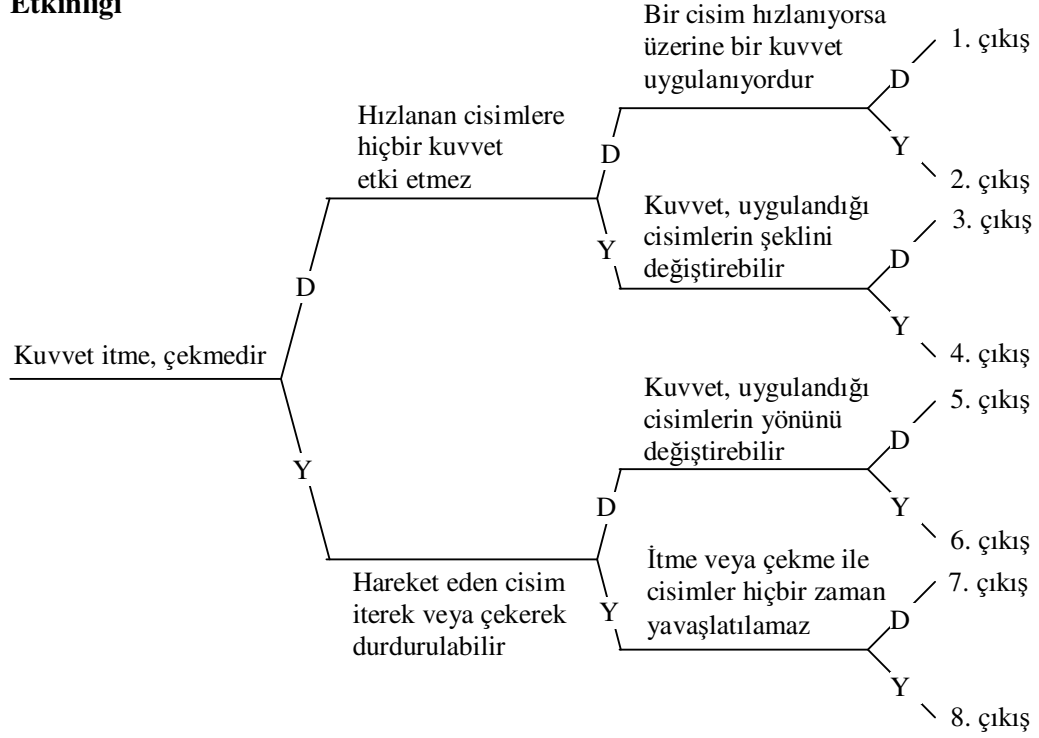 Etkinliği
Bir cisim hızlanıyorsa
üzerine bir kuvvet
uygulanıyordur
D
1. çıkış
Y
2. çıkış
Hızlanan cisimlere
hiçbir kuvvet
etki etmez
D
Y
Kuvvet, uygulandığı
cisimlerin şeklini
değiştirebilir
D
3. çıkış
Y
4. çıkış
D
Kuvvet itme, çekmedir
Y
Kuvvet, uygulandığı
cisimlerin yönünü
değiştirebilir
D
5. çıkış
Y
6. çıkış
D
Hareket eden cisim
iterek veya çekerek
durdurulabilir
Y
İtme veya çekme ile
cisimler hiçbir zaman
yavaşlatılamaz
D
7. çıkış
Y
8. çıkış